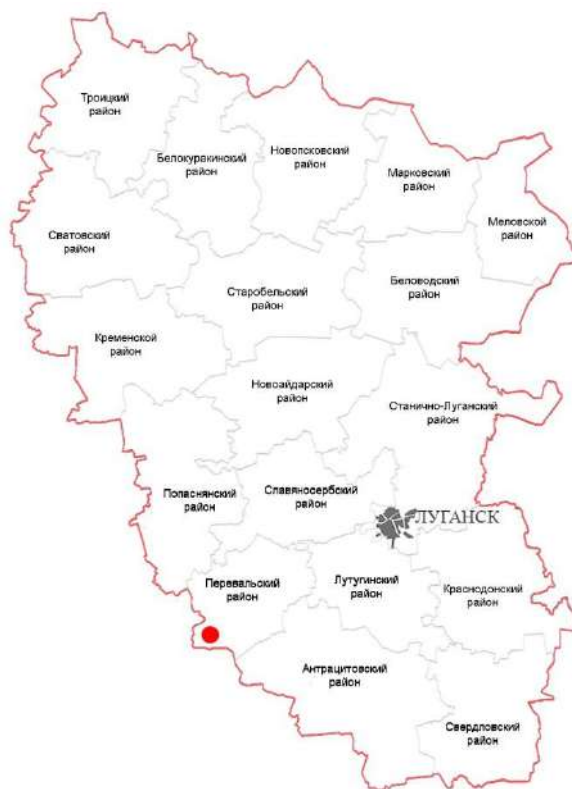 Троицкий
район
Белокуракинский
район
Новопсковский
район
Марковский
район
Меловской
район
Сватовский
район
Старобельский
район
Беловодский
район
Кременской
район
Новоайдарский
район
Станично-Луганский
район
Попаснянский
район
Славяносербский
район
ЛУГАНСК
Перевальский
район
Лутугинский
район
Краснодонский
район
Антрацитовский
район
Свердловский
район